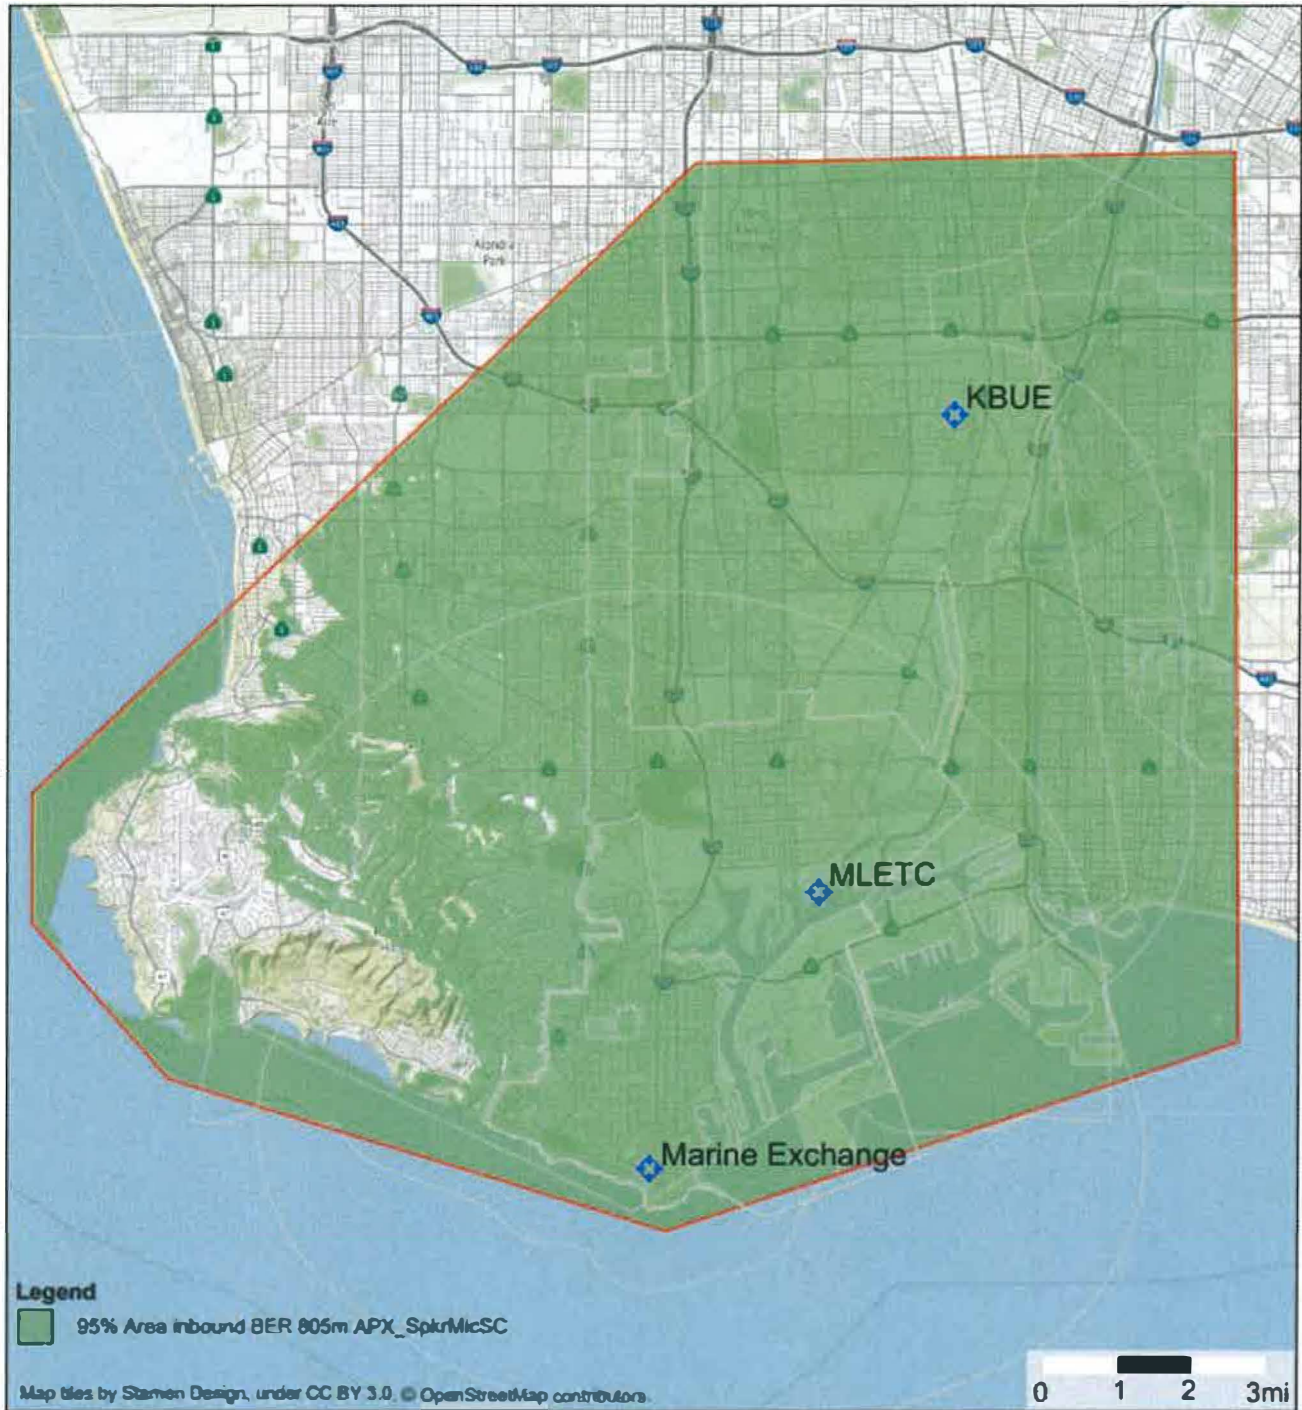 KBUE
MLETC
Marine Exchange
Legend
95% Area inbound BER 805m APX_SpkrMicSC
Map tiles by Stamen Design, under CC BY 3.0. © OpenStreetMap contributors.
0 1 2 3mi